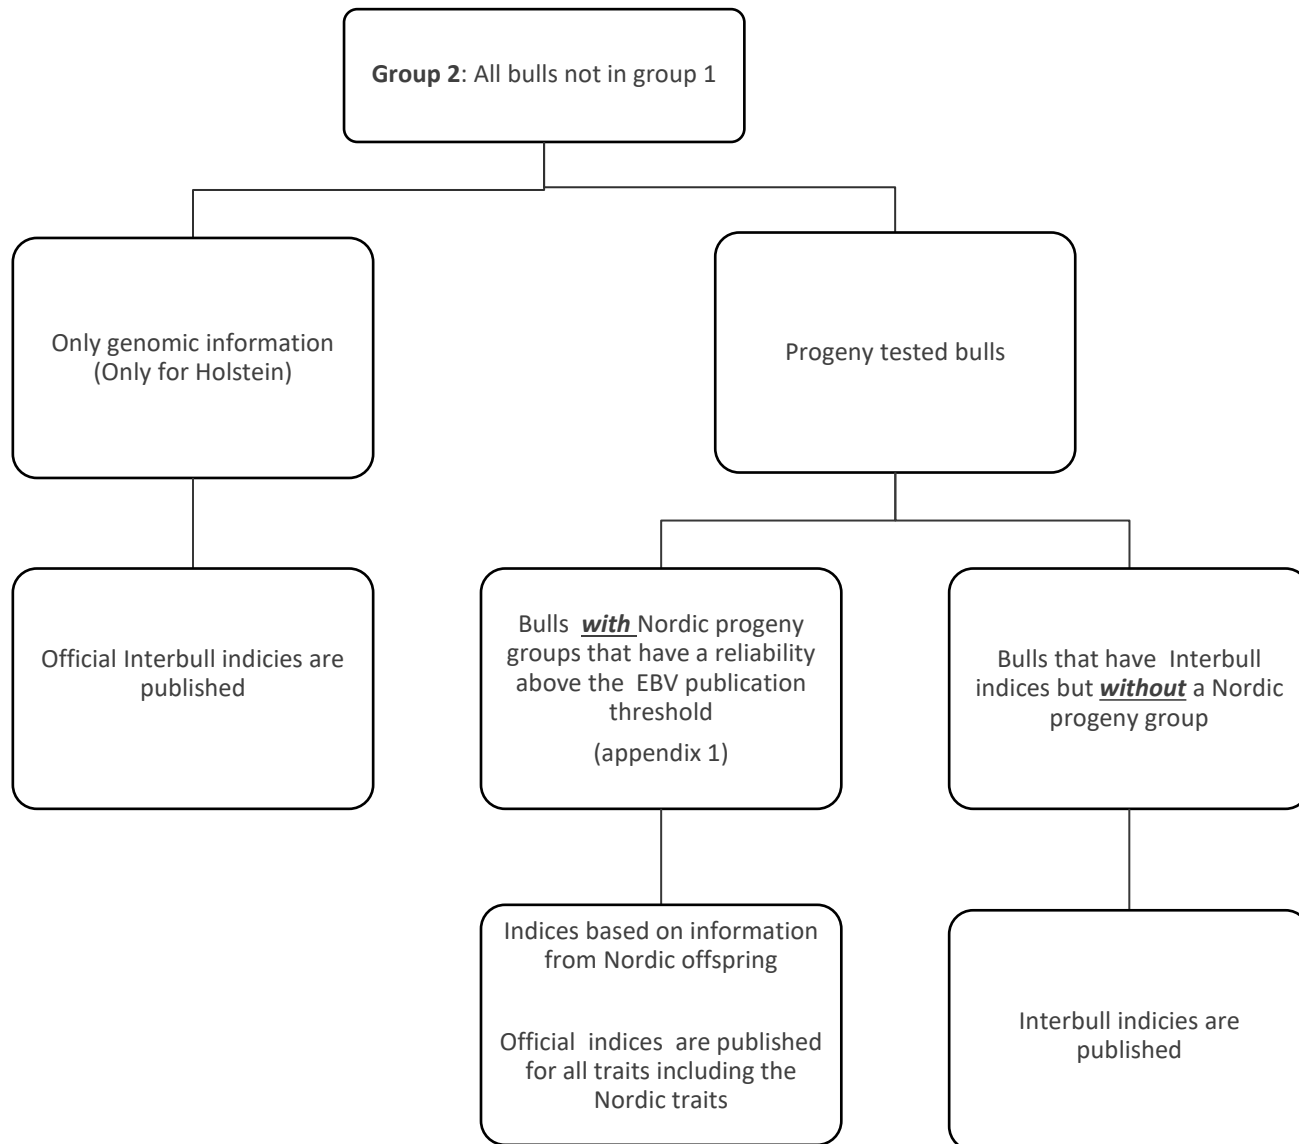 Group 2: All bulls not in group 1
Only genomic information
(Only for Holstein)
Progeny tested bulls
Official Interbull indicies are
published
Bulls with Nordic progeny
groups that have a reliability
above the EBV publication
threshold
(appendix 1)
Bulls that have Interbull
indices but without a Nordic
progeny group
Indices based on information
from Nordic offspring
Official indices are published
for all traits including the
Nordic traits
Interbull indicies are
published